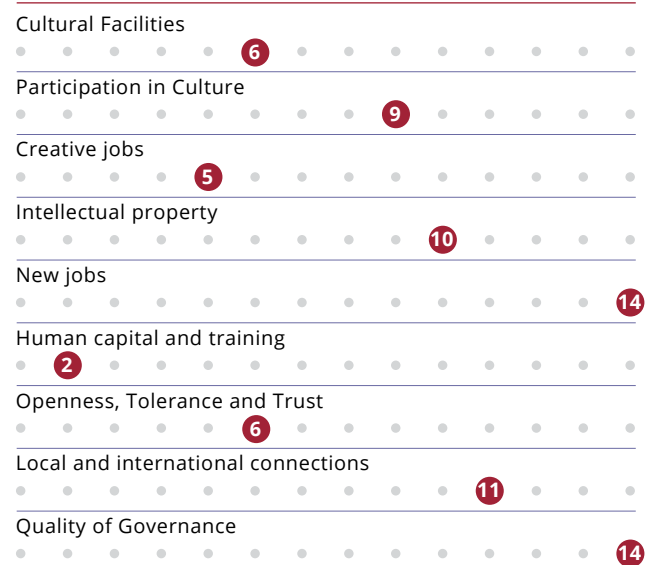 Cultural Facilities
6
Participation in Culture
9
Creative jobs
5
Intellectual property
10
New jobs
14
Human capital and training
2
Openness, Tolerance and Trust
6
Local and international connections
11
Quality of Governance
14